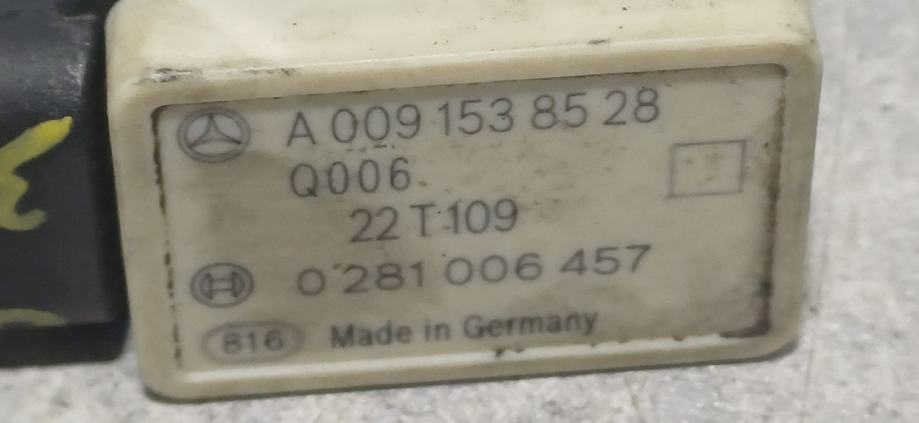 A 009 153 85 28
Q006
22 T 109
0 281 006 457
816 Made in Germany